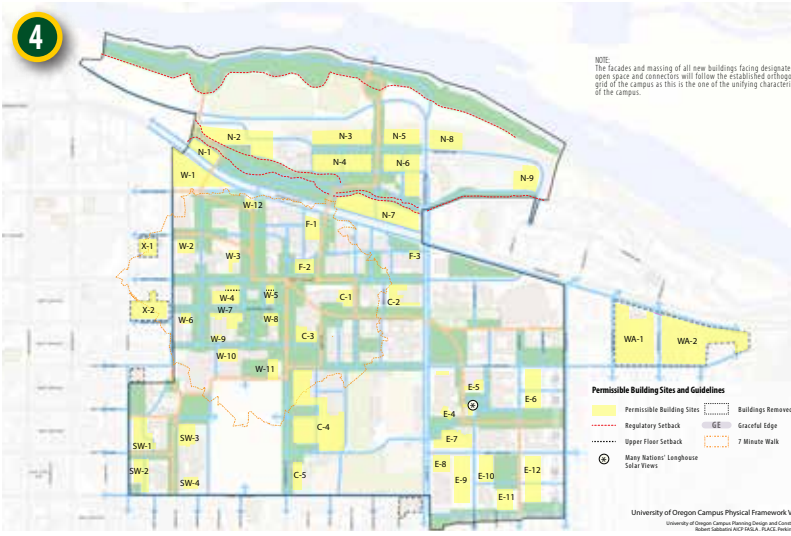 4
NOTE:
The facades and massing of all new buildings facing designate
open space and connectors will follow the established orthogo
grid of the campus as this is the one of the unifying characteri
of the campus.
N-2
N-3
N-5
N-8
N-1
N-4
N-6
W-1
N-9
W-12
N-7
F-1
X-1
W-2
W-3
F-2
F-3
W-4
W-5
C-1
C-2
X-2
W-7
W-6
W-8
C-3
W-9
W-10
W-11
WA-1
WA-2
E-5
E-6
E-4
C-4
E-7
SW-1
SW-3
SW-2
SW-4
C-5
E-8
E-9
E-10
E-12
E-11
Permissible Building Sites and Guidelines
Permissible Building Sites
Buildings Removed
Regulatory Setback
GE
Graceful Edge
Upper Floor Setback
7 Minute Walk
Many Nations' Longhouse
Solar Views
University of Oregon Campus Physical Framework V
University of Oregon Campus Planning Design and Const
Robert Sabbatini AICP FASLA . PLACE. Perkin